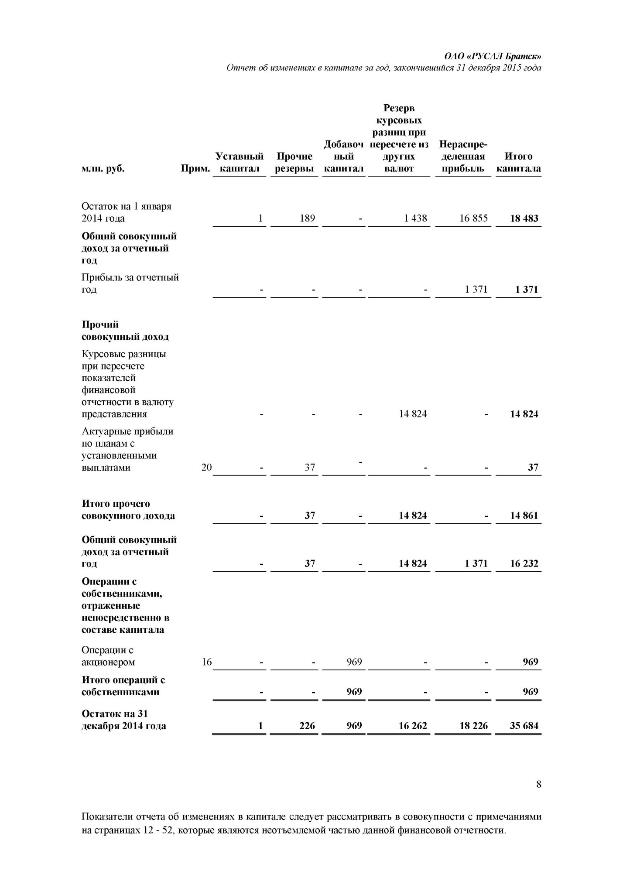 ОАО «РУСАЛ Братск»
Отчет об изменениях в капитале за год, закончившийся 31 декабря 2015 года
млн. руб. Прим. Уставный капитал Прочие резервы Добавоч ный капитал Резерв курсовых разниц при пересчете из других валют Нераспре- деленная прибыль Итого капитала
Остаток на 1 января
2014 года 1 189 - 1 438 16 855 18 483
Общий совокупный
доход за отчетный
год
Прибыль за отчетный
год - - - - 1 371 1 371
Прочий
совокупный доход
Курсовые разницы
при пересчете
показателей
финансовой
отчетности в валюту
представления - - - 14 824 - 14 824
Актуарные прибыли
по планам с
установленными
выплатами 20 - 37 - - - 37
Итого прочего
совокупного дохода - 37 - 14 824 - 14 861
Общий совокупный
доход за отчетный
год - 37 - 14 824 1 371 16 232
Операции с
собственниками,
отраженные
непосредственно в
составе капитала
Операции с
акционером 16 - - 969 - - 969
Итого операций с
собственниками - - 969 - - 969
Остаток на 31
декабря 2014 года 1 226 969 16 262 18 226 35 684
8
Показатели отчета об изменениях в капитале следует рассматривать в совокупности с примечаниями
на страницах 12 - 52, которые являются неотъемлемой частью данной финансовой отчетности.